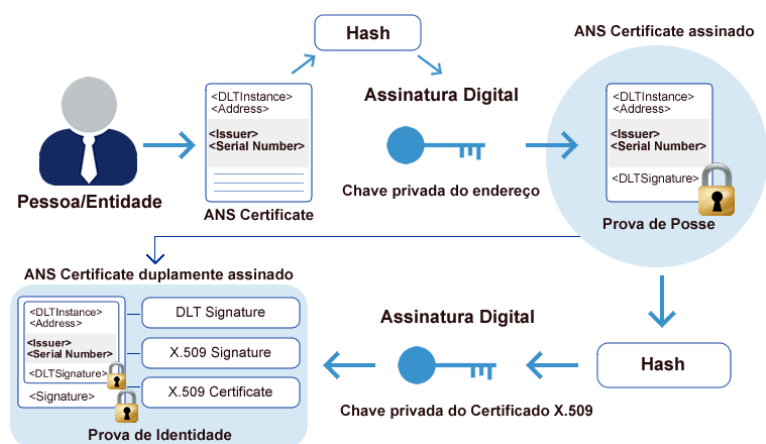 Hash
ANS Certificate assinado
<DLTInstance>
<Address>
<Issuer>
<Serial Number>
Pessoa/Entidade
ANS Certificate
Assinatura Digital
Chave privada do endereço
<DLTInstance>
<Address>
<Issuer>
<Serial Number>
<DLTSignature>
Prova de Posse
ANS Certificate duplamente assinado
<DLTInstance>
<Address>
<Issuer>
<Serial Number>
<DLTSignature>
<Signature>
DLT Signature
X.509 Signature
X.509 Certificate
Prova de Identidade
Assinatura Digital
Chave privada do Certificado X.509
Hash